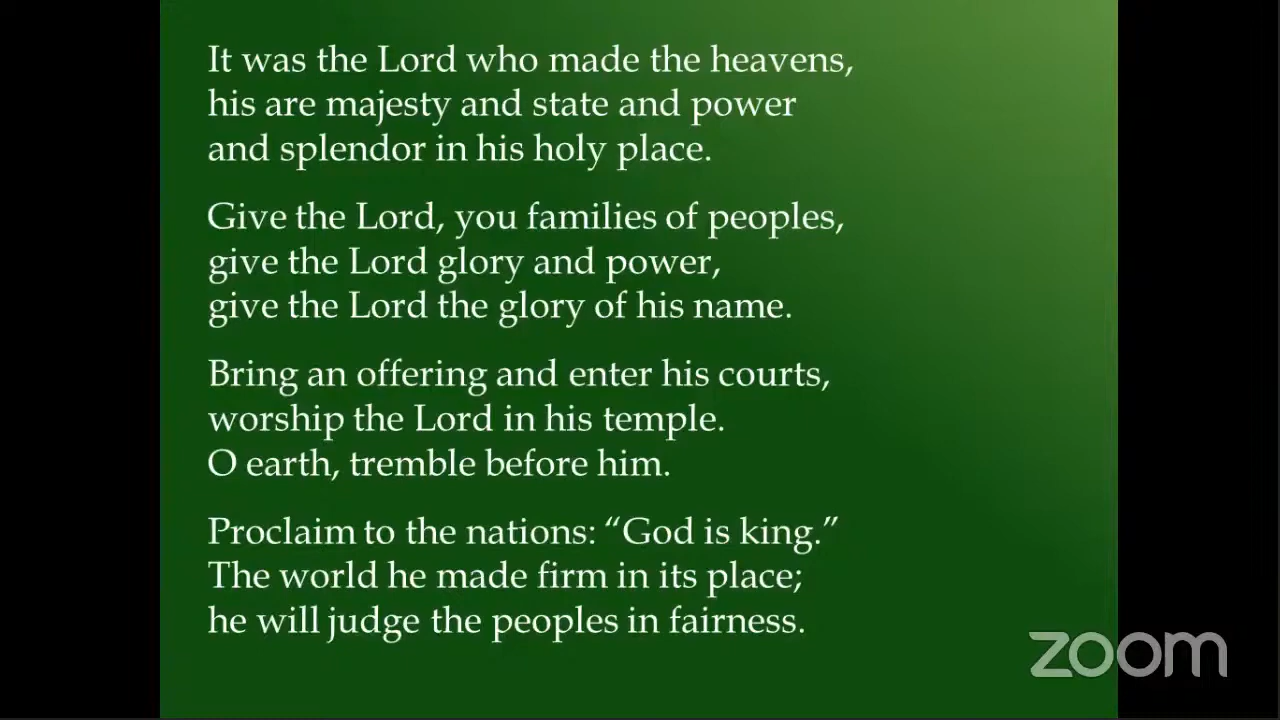 It was the Lord who made the heavens,
his are majesty and state and power
and splendor in his holy place.
Give the Lord, you families of peoples,
give the Lord glory and power,
give the Lord the glory of his name.
Bring an offering and enter his courts,
worship the Lord in his temple.
O earth, tremble before him.
Proclaim to the nations: “God is king.”
The world he made firm in its place;
he will judge the peoples in fairness.
zoom